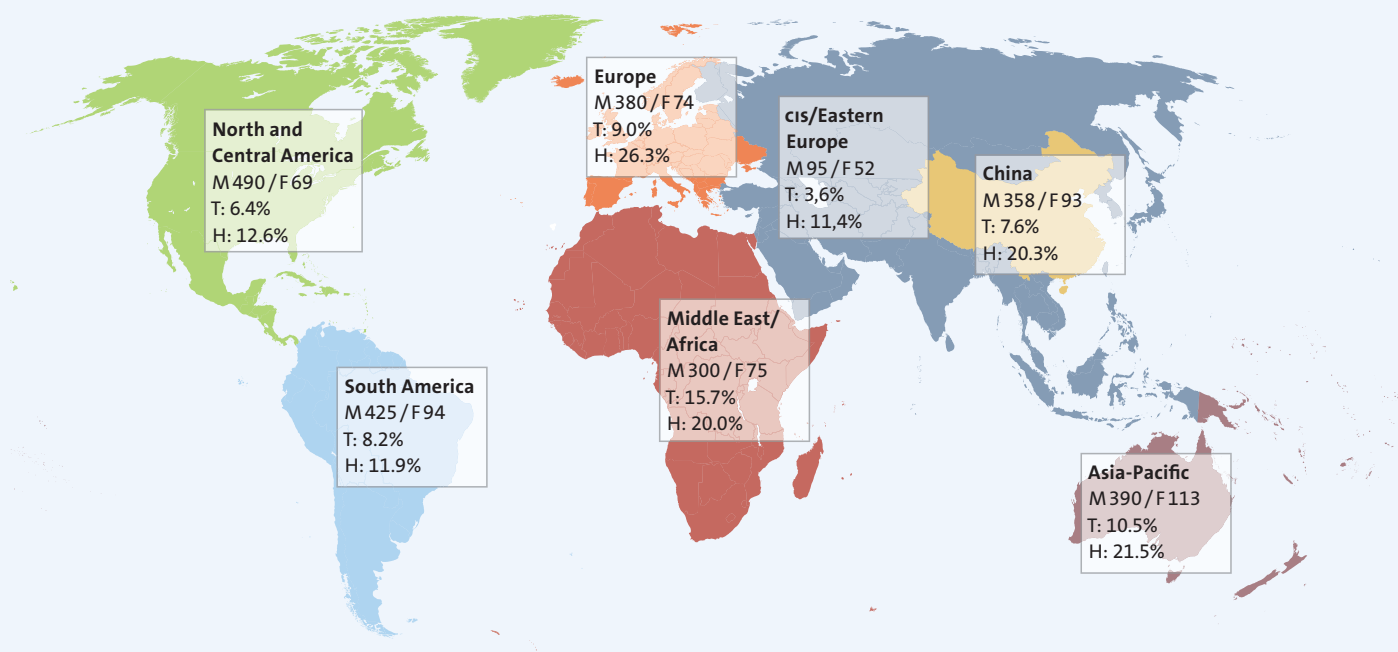 North and
Central America
M 490 / F 69
T: 6.4%
H: 12.6%
Europe
M 380 / F 74
T: 9.0%
H: 26.3%
CIS/Eastern
Europe
M 95 / F 52
T: 3,6%
H: 11,4%
China
M 358 / F 93
T: 7.6%
H: 20.3%
Middle East/
Africa
M 300 / F 75
T: 15.7%
H: 20.0%
South America
M 425 / F 94
T: 8.2%
H: 11.9%
Asia-Pacific
M 390 / F 113
T: 10.5%
H: 21.5%